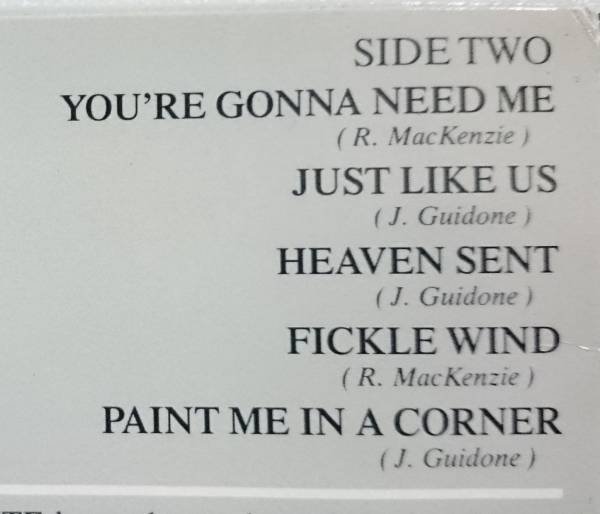 SIDE TWO
YOU'RE GONNA NEED ME
( R. MacKenzie )
JUST LIKE US
( J. Guidone )
HEAVEN SENT
( J. Guidone )
FICKLE WIND
( R. MacKenzie )
PAINT ME IN A CORNER
( J. Guidone )